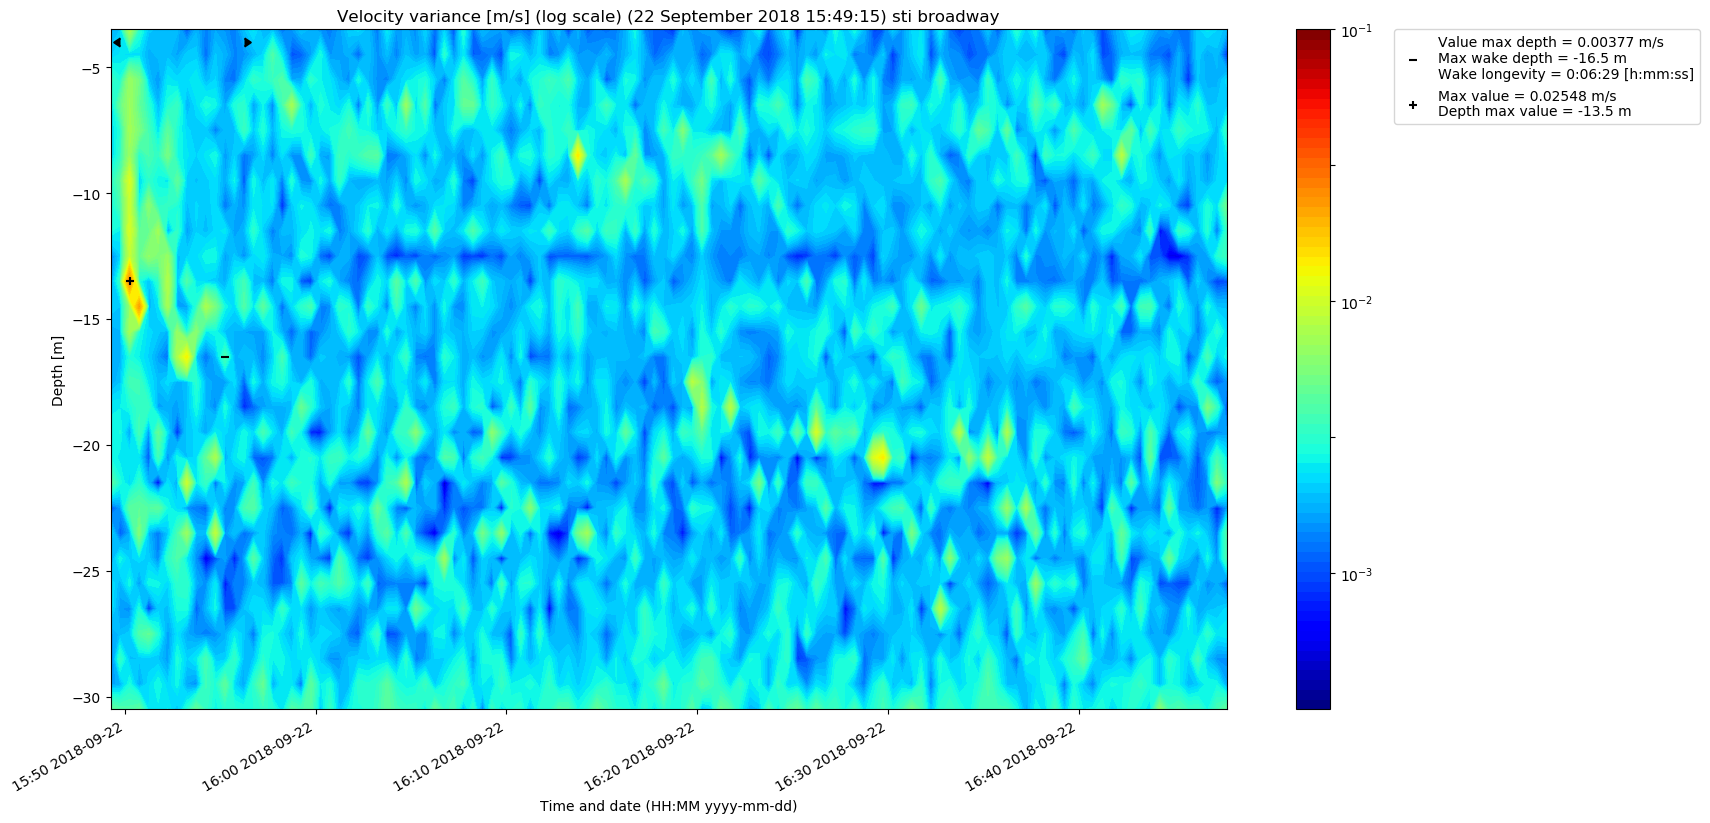 Velocity variance [m/s] (log scale) (22 September 2018 15:49:15) sti broadway
Depth [m]
−5
−10
−15
−20
−25
−30
15:50 2018-09-22
16:00 2018-09-22
16:10 2018-09-22
16:20 2018-09-22
16:30 2018-09-22
16:40 2018-09-22
Time and date (HH:MM yyyy-mm-dd)
10⁻¹
10⁻²
10⁻³
Value max depth = 0.00377 m/s
Max wake depth = -16.5 m
Wake longevity = 0:06:29 [h:mm:ss]
Max value = 0.02548 m/s
Depth max value = -13.5 m